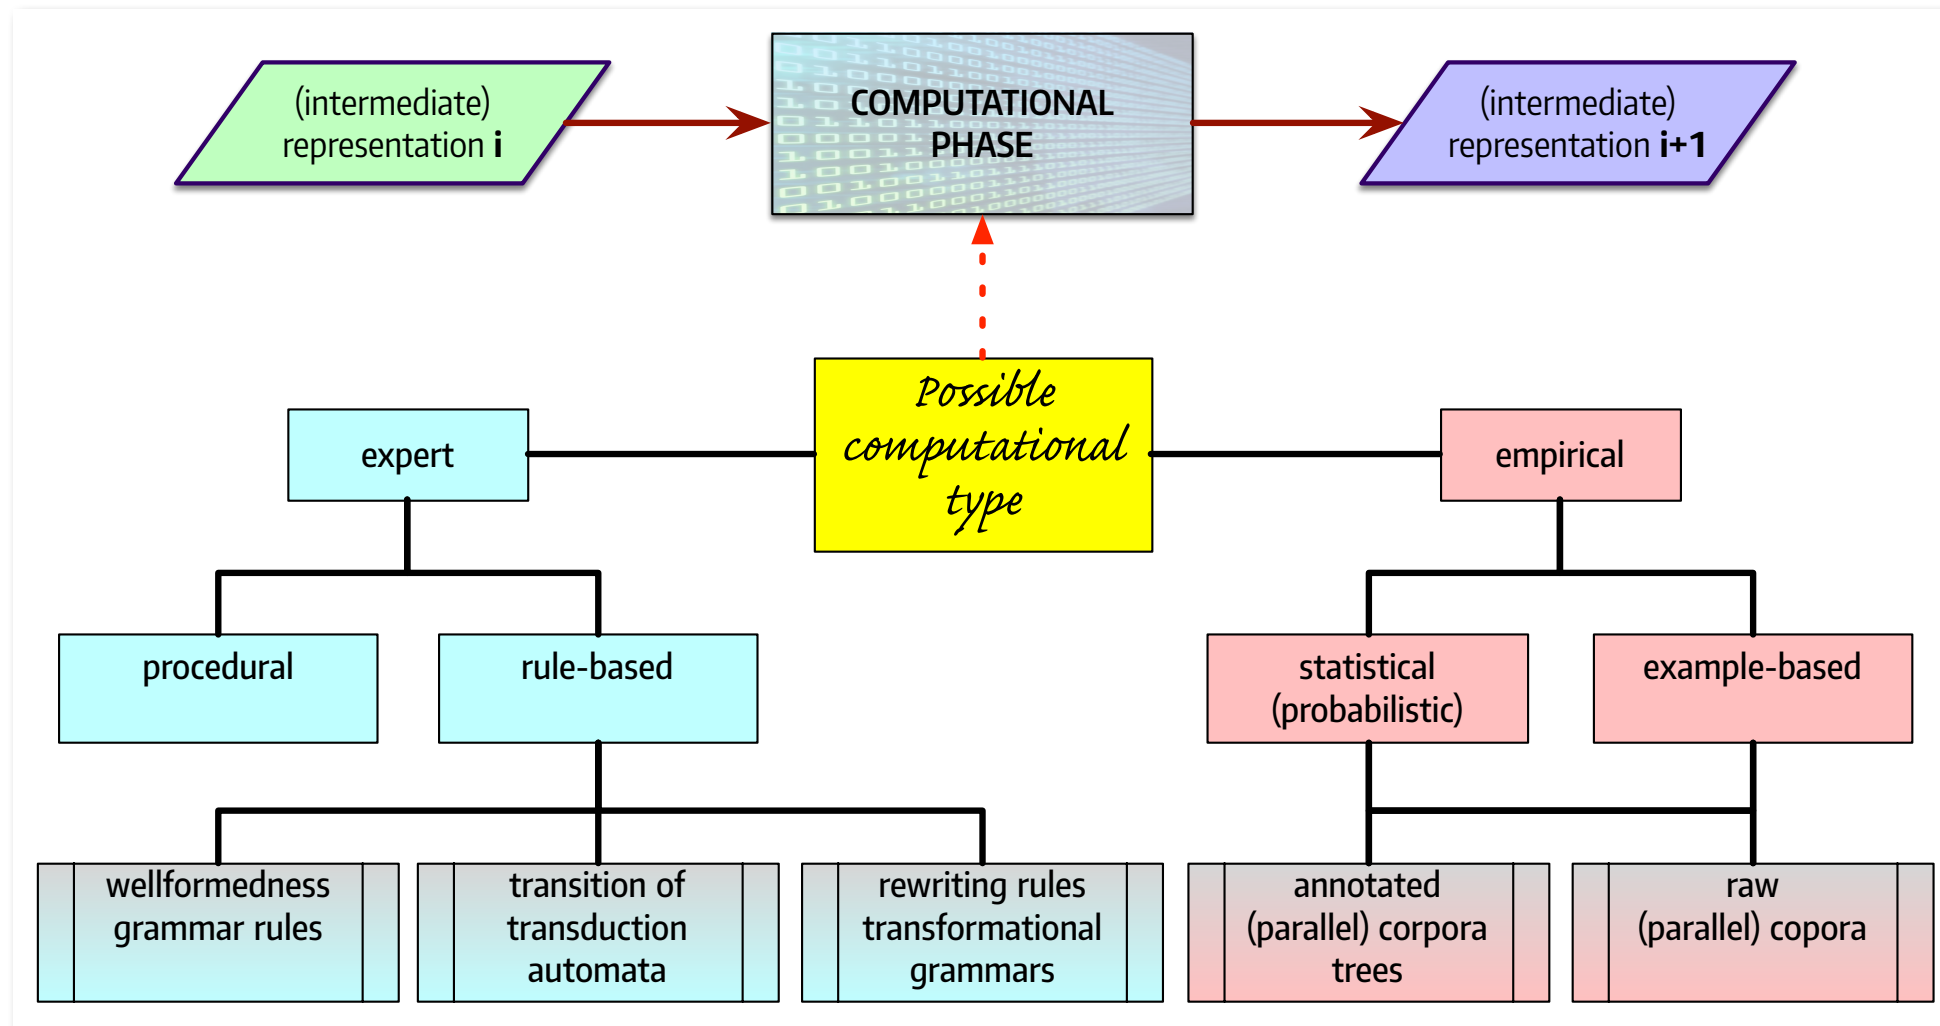 (intermediate)
representation i
COMPUTATIONAL
PHASE
(intermediate)
representation i+1
Possible
computational
type
expert
empirical
procedural
rule-based
statistical
(probabilistic)
example-based
wellformedness
grammar rules
transition of
transduction
automata
rewriting rules
transformational
grammars
annotated
(parallel) corpora
trees
raw
(parallel) copora